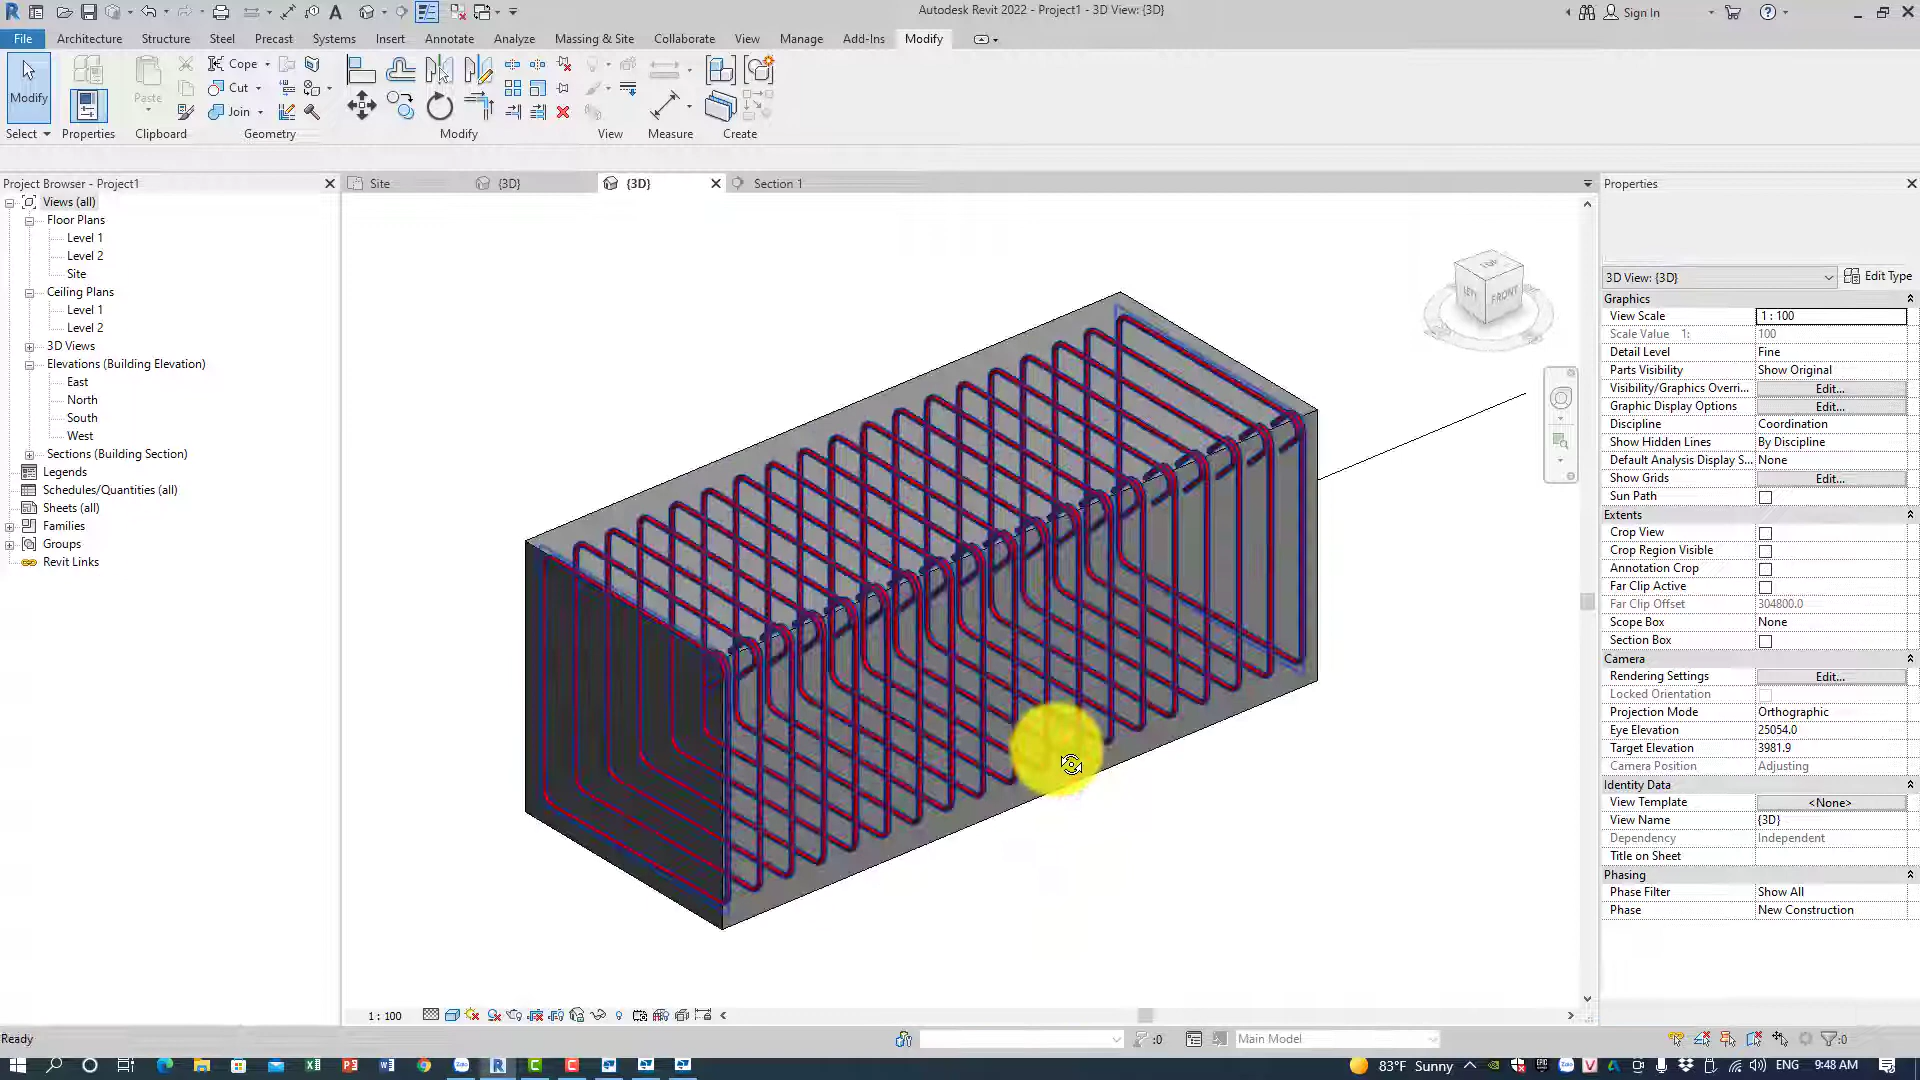 Autodesk Revit 2022 - Project1 - 3D View: {3D}
Sign In
File Architecture Structure Steel Precast Systems Insert Annotate Analyze Massing & Site Collaborate View Manage Add-Ins Modify
Modify
Paste
Cope
Cut
Join
Select Properties Clipboard Geometry Modify View Measure Create
Project Browser - Project1
Site
{3D}
{3D}
Section 1
Properties
Views (all)
Floor Plans
Level 1
Level 2
Site
Ceiling Plans
Level 1
Level 2
3D Views
Elevations (Building Elevation)
East
North
South
West
Sections (Building Section)
Legends
Schedules/Quantities (all)
Sheets (all)
Families
Groups
Revit Links
TOP
LEFT
FRONT
3D View: {3D}
Edit Type
Graphics
View Scale 1 : 100
Scale Value 1: 100
Detail Level Fine
Parts Visibility Show Original
Visibility/Graphics Overri... Edit...
Graphic Display Options Edit...
Discipline Coordination
Show Hidden Lines By Discipline
Default Analysis Display S... None
Show Grids Edit...
Sun Path
Extents
Crop View
Crop Region Visible
Annotation Crop
Far Clip Active
Far Clip Offset 304800.0
Scope Box None
Section Box
Camera
Rendering Settings Edit...
Locked Orientation
Projection Mode Orthographic
Eye Elevation 25054.0
Target Elevation 3981.9
Camera Position Adjusting
Identity Data
View Template <None>
View Name {3D}
Dependency Independent
Title on Sheet
Phasing
Phase Filter Show All
Phase New Construction
1 : 100
Ready
:0
Main Model
:0
83°F Sunny
ENG
9:48 AM